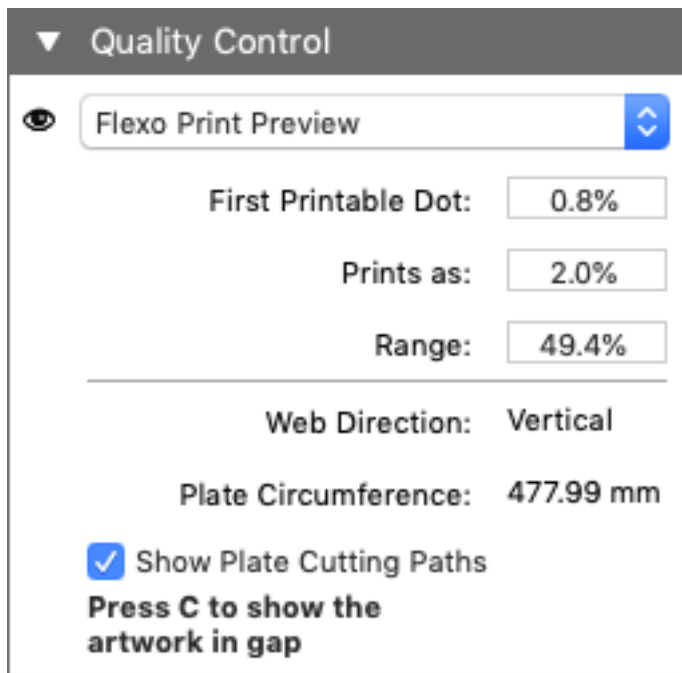 Quality Control
Flexo Print Preview
First Printable Dot: 0.8%
Prints as: 2.0%
Range: 49.4%
Web Direction: Vertical
Plate Circumference: 477.99 mm
Show Plate Cutting Paths
Press C to show the
artwork in gap